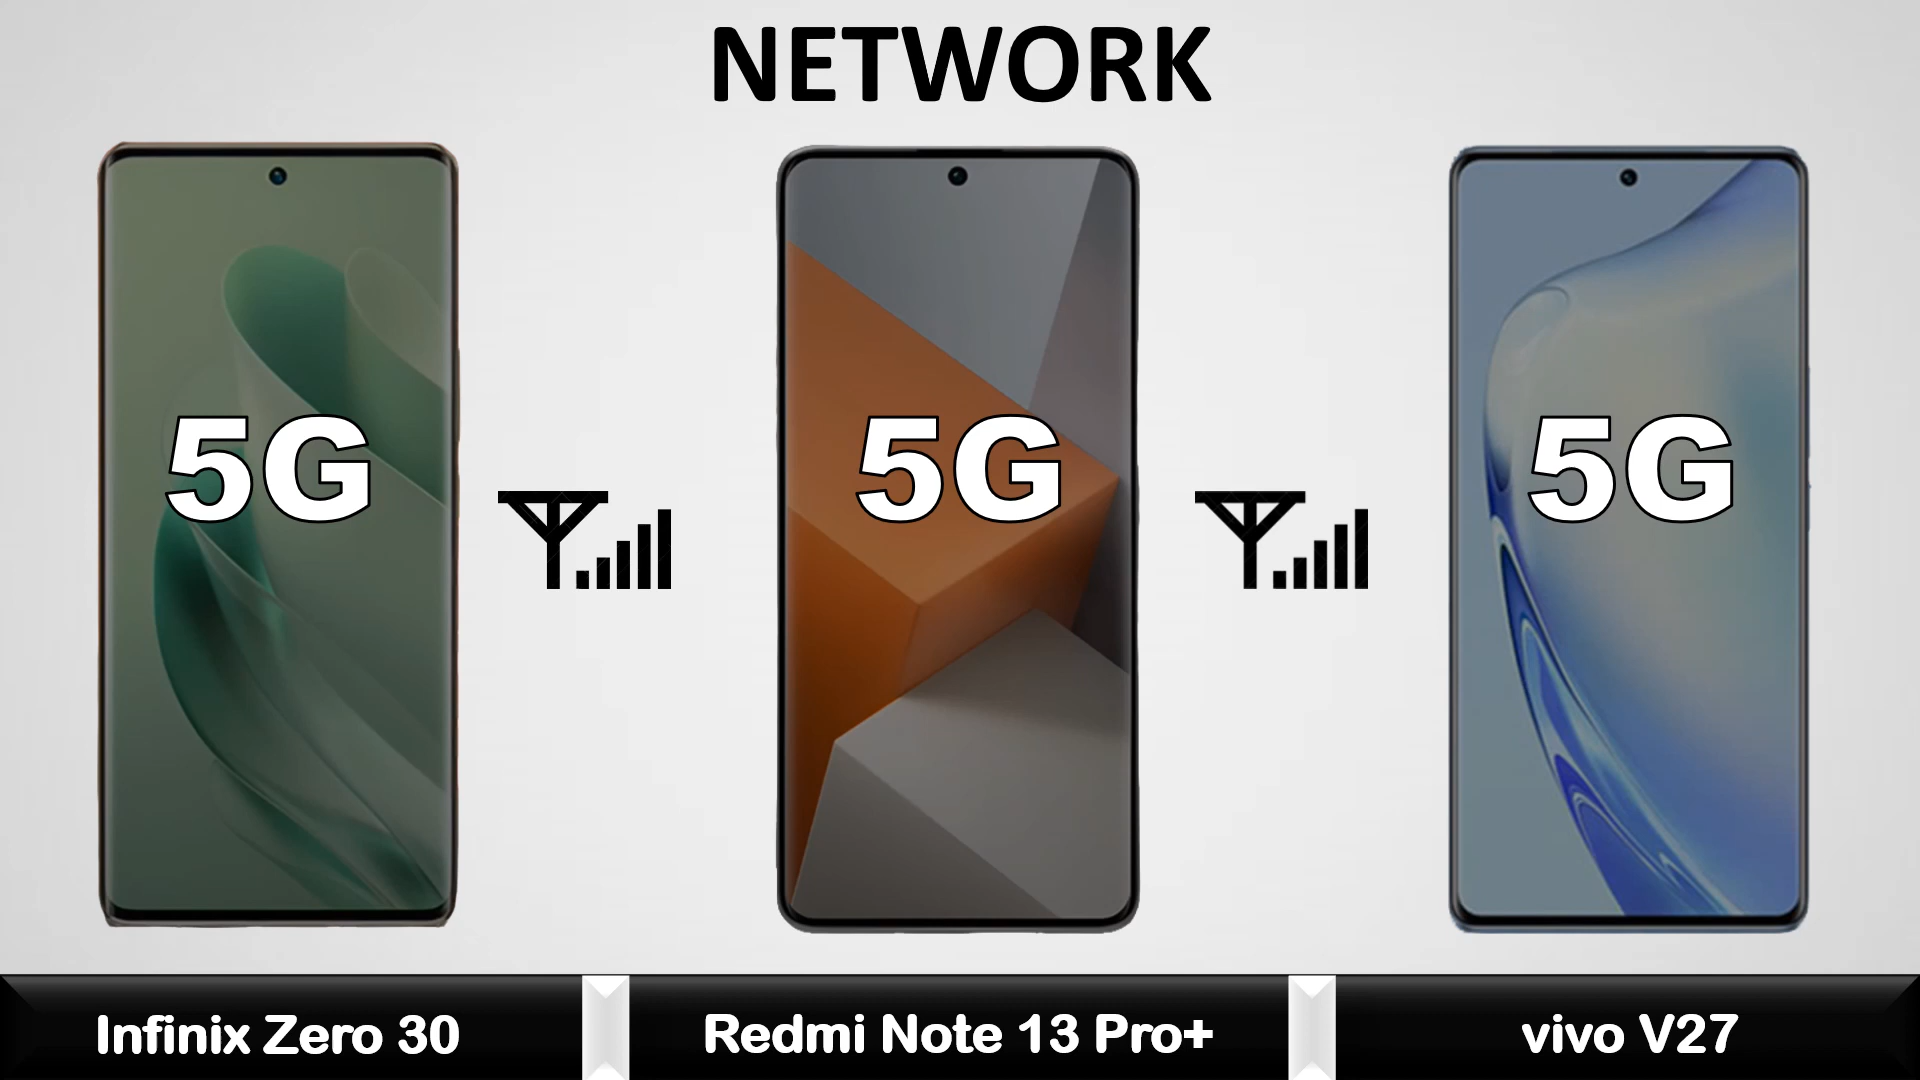 NETWORK
5G
5G
5G
Infinix Zero 30
Redmi Note 13 Pro+
vivo V27